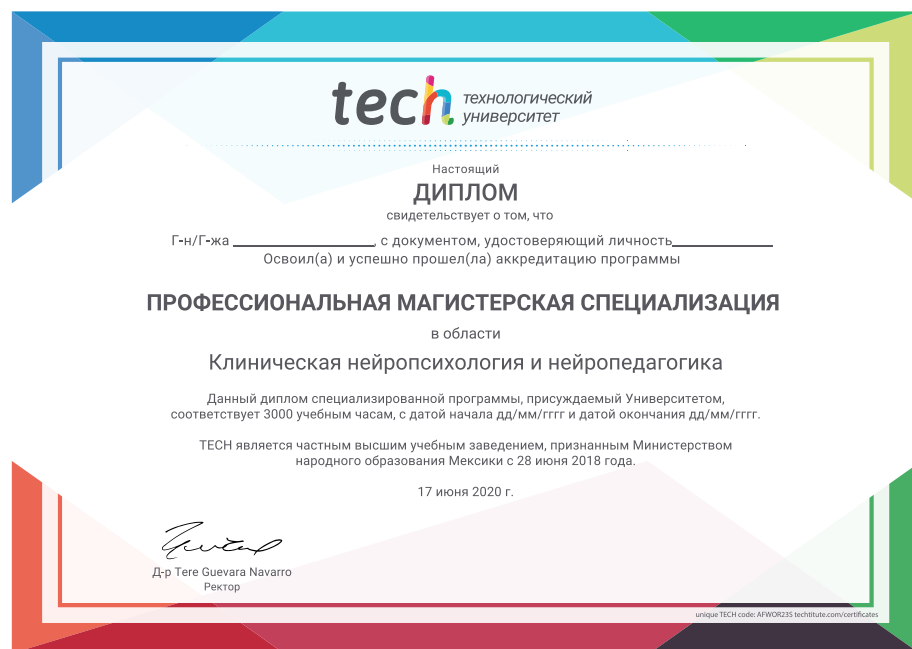 tech технологический
университет
Настоящий
ДИПЛОМ
свидетельствует о том, что
Г-н/Г-жа ____________________, с документом, удостоверяющий личность______________
Освоил(а) и успешно прошел(ла) аккредитацию программы
ПРОФЕССИОНАЛЬНАЯ МАГИСТЕРСКАЯ СПЕЦИАЛИЗАЦИЯ
в области
Клиническая нейропсихология и нейропедагогика
Данный диплом специализированной программы, присуждаемый Университетом,
соответствует 3000 учебным часам, с датой начала дд/мм/гггг и датой окончания дд/мм/гггг.
TECH является частным высшим учебным заведением, признанным Министерством
народного образования Мексики с 28 июня 2018 года.
17 июня 2020 г.
Д-р Tere Guevara Navarro
Ректор
unique TECH code: AFWOR23S techtitute.com/certificates